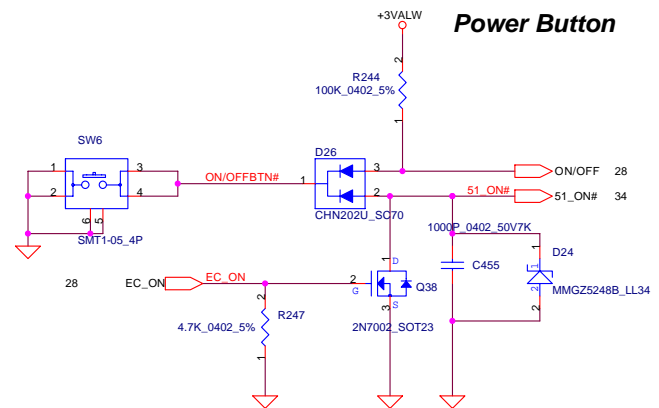 +3VALW
Power Button
2
R244
100K_0402_5%
1
SW6
1
2
3
4
6
5
SMT1-05_4P
ON/OFFBTN#
D26
1
3
2
CHN202U_SC70
ON/OFF 28
51_ON#
51_ON# 34
1000P_0402_50V7K
C455
D24
1
1
2
2
MMGZ5248B_LL34
28 EC_ON
EC_ON
2
R247
4.7K_0402_5%
1
1
D
2
G
Q38
S
3
2N7002_SOT23